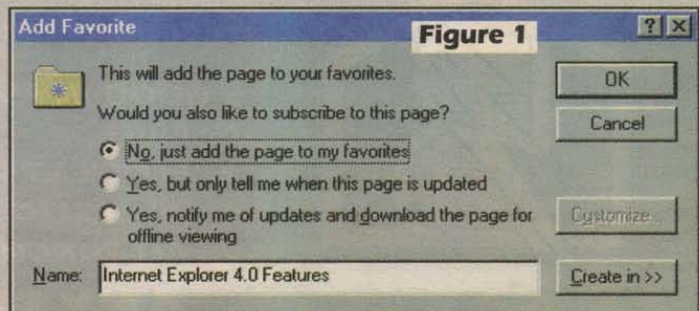 Add Favorite
Figure 1
?
This will add the page to your favorites.
Would you also like to subscribe to this page?
No, just add the page to my favorites
Yes, but only tell me when this page is updated
Yes, notify me of updates and download the page for
offline viewing
Name: Internet Explorer 4.0 Features
OK
Cancel
Customize...
Create in >>